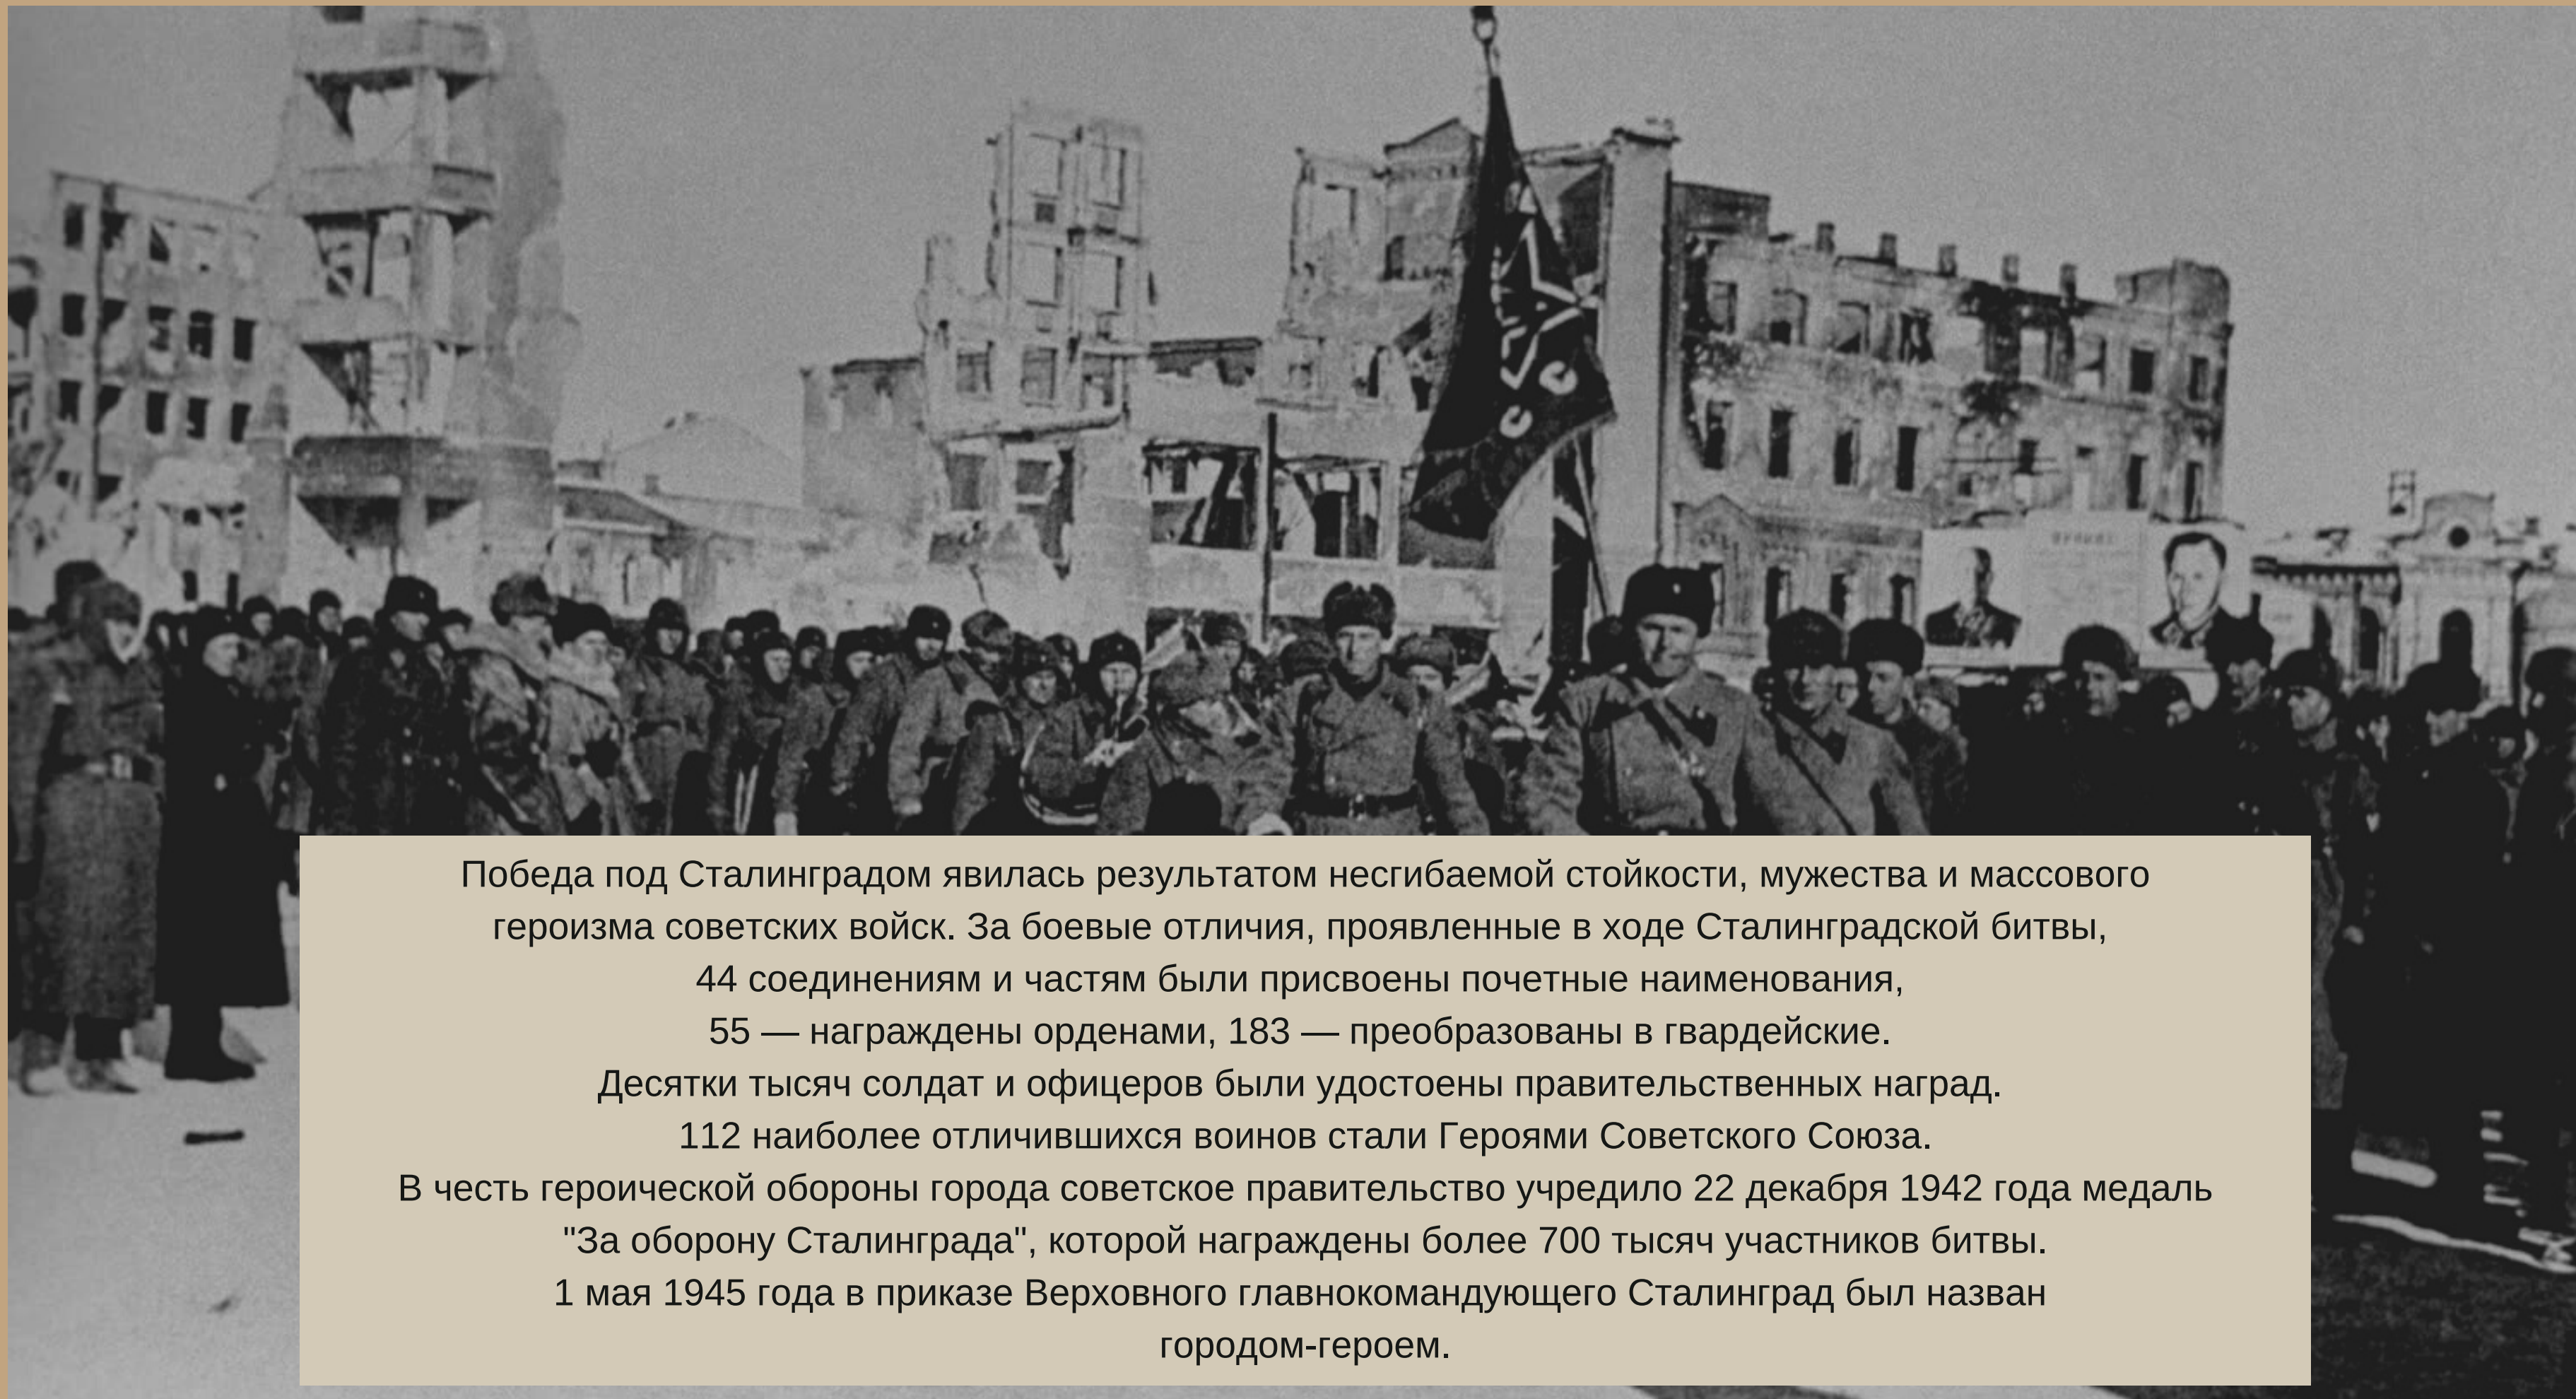 Победа под Сталинградом явилась результатом несгибаемой стойкости, мужества и массового
героизма советских войск. За боевые отличия, проявленные в ходе Сталинградской битвы,
44 соединениям и частям были присвоены почетные наименования,
55 — награждены орденами, 183 — преобразованы в гвардейские.
Десятки тысяч солдат и офицеров были удостоены правительственных наград.
112 наиболее отличившихся воинов стали Героями Советского Союза.
В честь героической обороны города советское правительство учредило 22 декабря 1942 года медаль
"За оборону Сталинграда", которой награждены более 700 тысяч участников битвы.
1 мая 1945 года в приказе Верховного главнокомандующего Сталинград был назван
городом-героем.